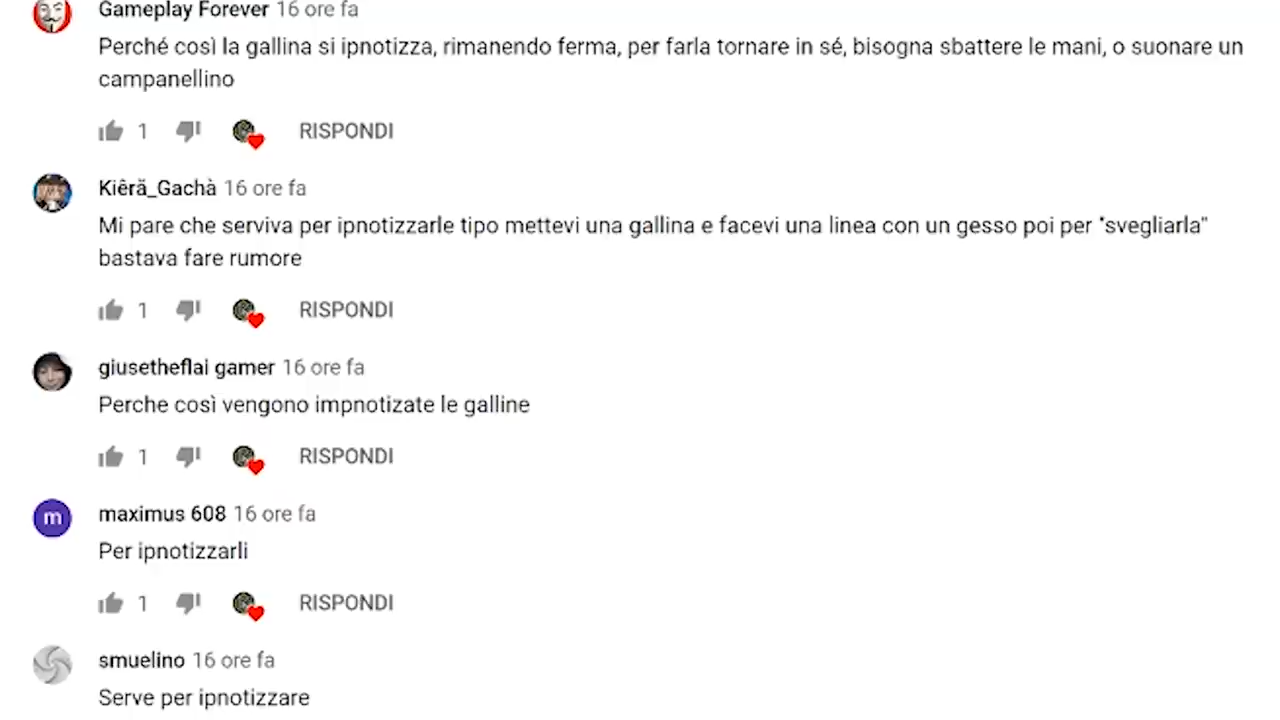 Gameplay Forever 16 ore fa
Perché così la gallina si ipnotizza, rimanendo ferma, per farla tornare in sé, bisogna sbattere le mani, o suonare un
campanellino
1 RISPONDI
Kiêră_Gachà 16 ore fa
Mi pare che serviva per ipnotizzarle tipo mettevi una gallina e facevi una linea con un gesso poi per "svegliarla"
bastava fare rumore
1 RISPONDI
giusetheflai gamer 16 ore fa
Perche così vengono impnotizate le galline
1 RISPONDI
m maximus 608 16 ore fa
Per ipnotizzarli
1 RISPONDI
smuelino 16 ore fa
Serve per ipnotizzare